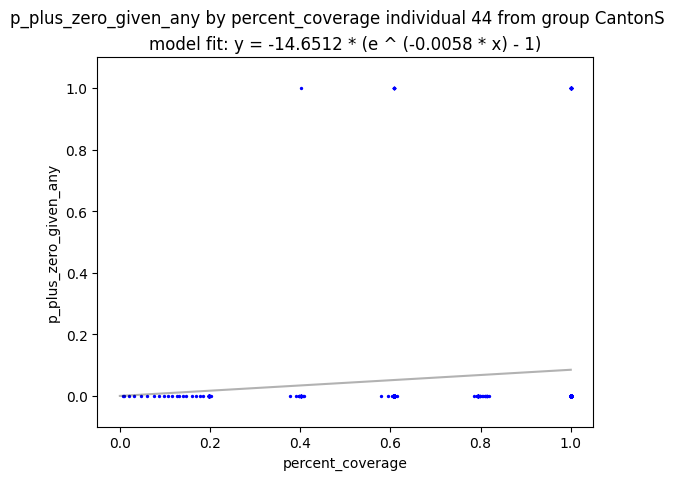 p_plus_zero_given_any by percent_coverage individual 44 from group CantonS
model fit: y = -14.6512 * (e ^ (-0.0058 * x) - 1)
1.0
0.8
0.6
0.4
0.2
0.0
p_plus_zero_given_any
0.0 0.2 0.4 0.6 0.8 1.0
percent_coverage